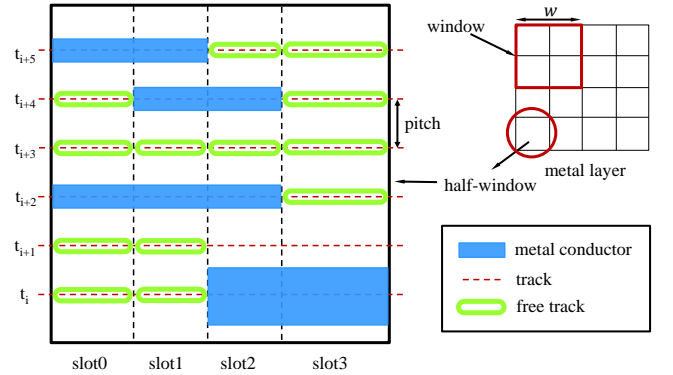 t_{i+5}
t_{i+4}
t_{i+3}
t_{i+2}
t_{i+1}
t_i
slot0 slot1 slot2 slot3
pitch
window
w
half-window
metal layer
metal conductor
track
free track